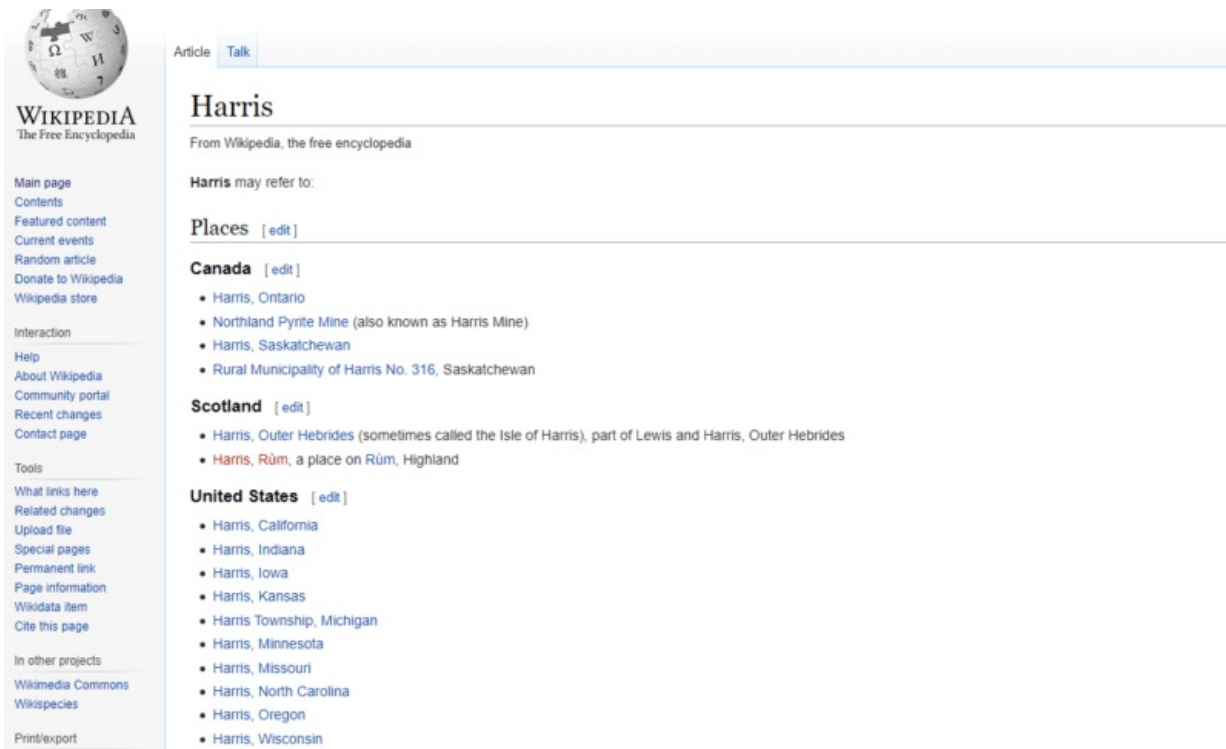 WIKIPEDIA
The Free Encyclopedia
Main page
Contents
Featured content
Current events
Random article
Donate to Wikipedia
Wikipedia store
Interaction
Help
About Wikipedia
Community portal
Recent changes
Contact page
Tools
What links here
Related changes
Upload file
Special pages
Permanent link
Page information
Wikidata item
Cite this page
In other projects
Wikimedia Commons
Wikispecies
Print/export
Article Talk
Harris
From Wikipedia, the free encyclopedia
Harris may refer to:
Places [ edit ]
Canada [ edit ]
• Harris, Ontario
• Northland Pyrite Mine (also known as Harris Mine)
• Harris, Saskatchewan
• Rural Municipality of Harris No. 316, Saskatchewan
Scotland [ edit ]
• Harris, Outer Hebrides (sometimes called the Isle of Harris), part of Lewis and Harris, Outer Hebrides
• Harris, Rùm, a place on Rùm, Highland
United States [ edit ]
• Harris, California
• Harris, Indiana
• Harris, Iowa
• Harris, Kansas
• Harris Township, Michigan
• Harris, Minnesota
• Harris, Missouri
• Harris, North Carolina
• Harris, Oregon
• Harris, Wisconsin